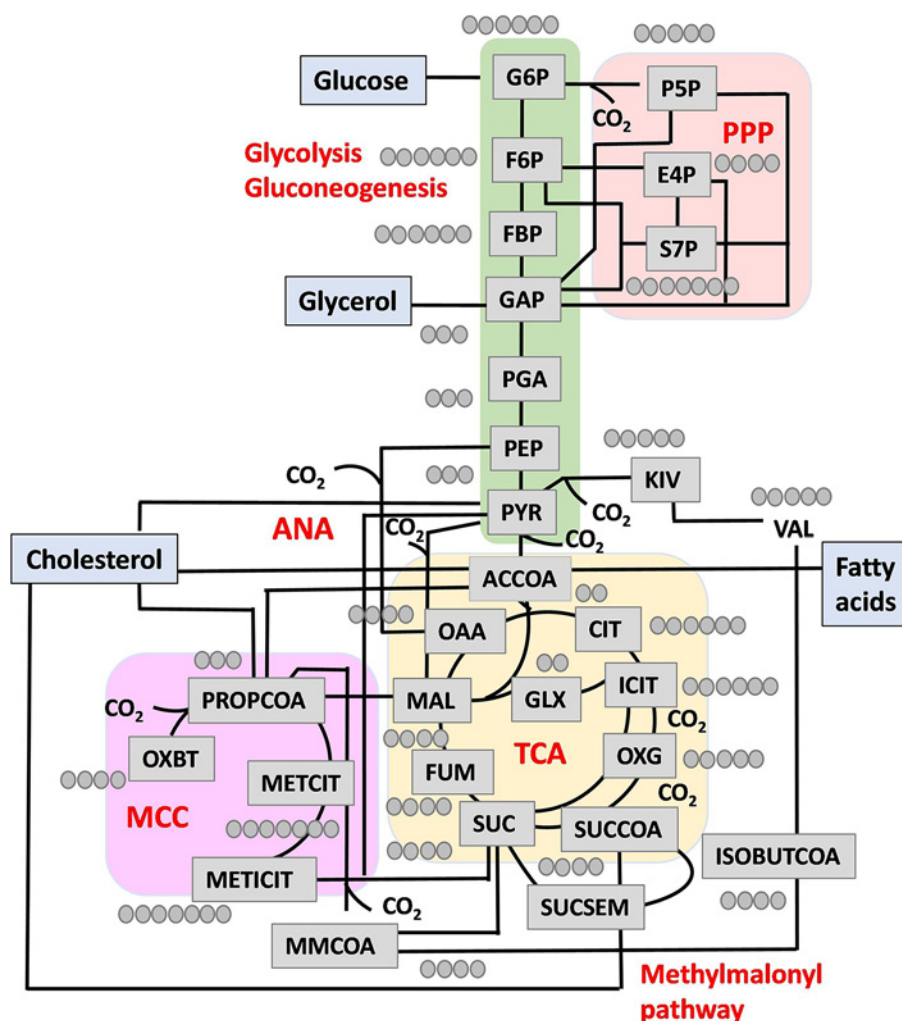 Glucose
G6P
P5P
CO2
PPP
Glycolysis
Gluconeogenesis
F6P
E4P
FBP
S7P
Glycerol
GAP
PGA
PEP
CO2
KIV
PYR
CO2
VAL
ANA
CO2
CO2
Cholesterol
ACCOA
Fatty
acids
OAA
CIT
PROPCOA
MAL
GLX
ICIT
CO2
CO2
OXBT
TCA
OXG
FUM
METCIT
CO2
MCC
SUC
SUCCOA
ISOBUTCOA
METICIT
CO2
SUCSEM
MMCOA
Methylmalonyl
pathway